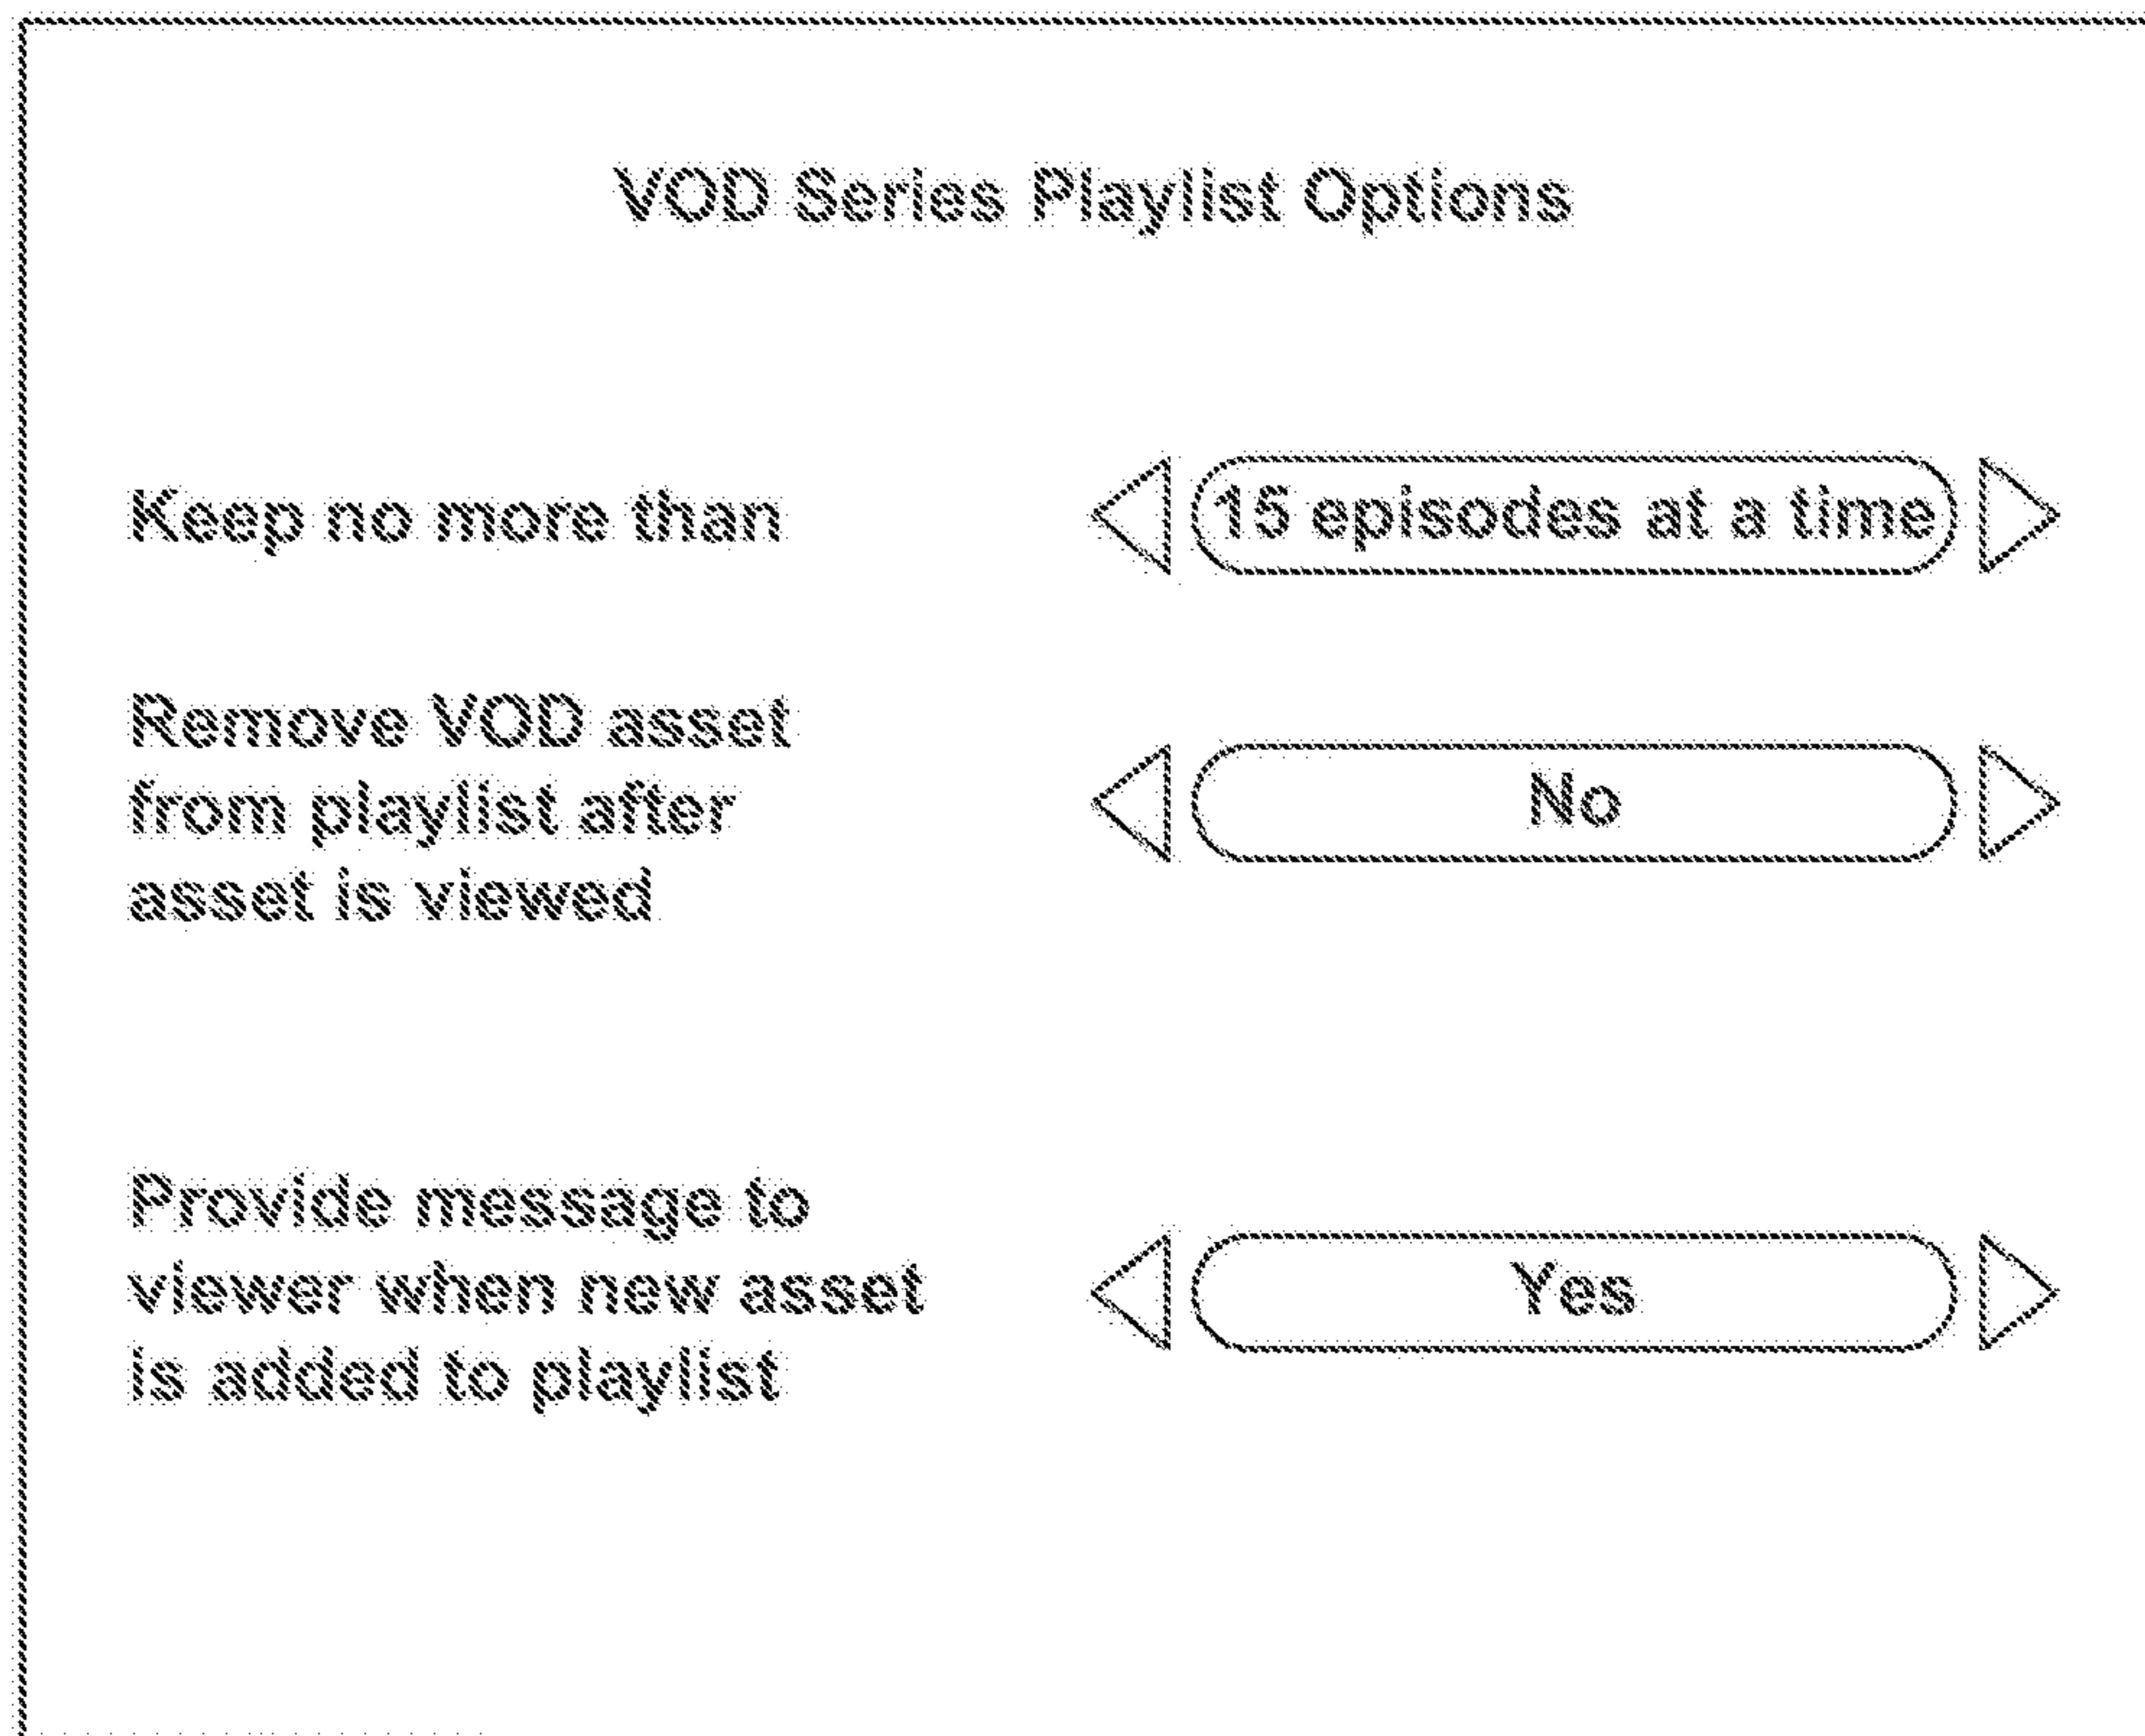 VOD Series Playlist Options
Keep no more than
15 episodes at a time
Remove VOD asset
from playlist after
asset is viewed
No
Provide message to
viewer when new asset
is added to playlist
Yes